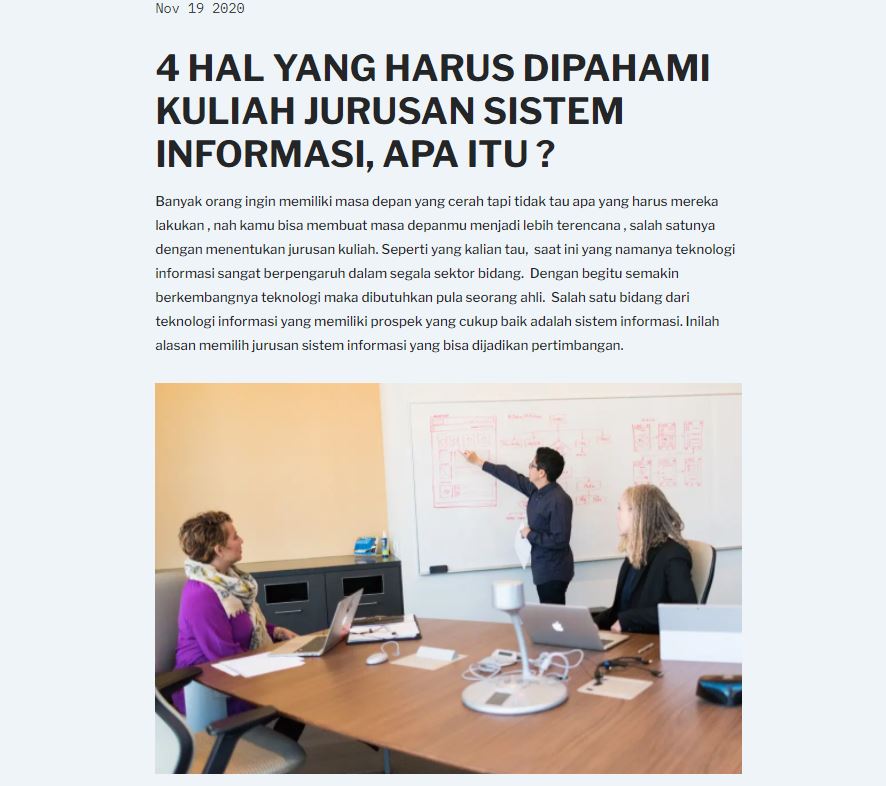 Nov 19 2020
4 HAL YANG HARUS DIPAHAMI
KULIAH JURUSAN SISTEM
INFORMASI, APA ITU ?
Banyak orang ingin memiliki masa depan yang cerah tapi tidak tau apa yang harus mereka
lakukan , nah kamu bisa membuat masa depanmu menjadi lebih terencana , salah satunya
dengan menentukan jurusan kuliah. Seperti yang kalian tau,  saat ini yang namanya teknologi
informasi sangat berpengaruh dalam segala sektor bidang.  Dengan begitu semakin
berkembangnya teknologi maka dibutuhkan pula seorang ahli.  Salah satu bidang dari
teknologi informasi yang memiliki prospek yang cukup baik adalah sistem informasi. Inilah
alasan memilih jurusan sistem informasi yang bisa dijadikan pertimbangan.